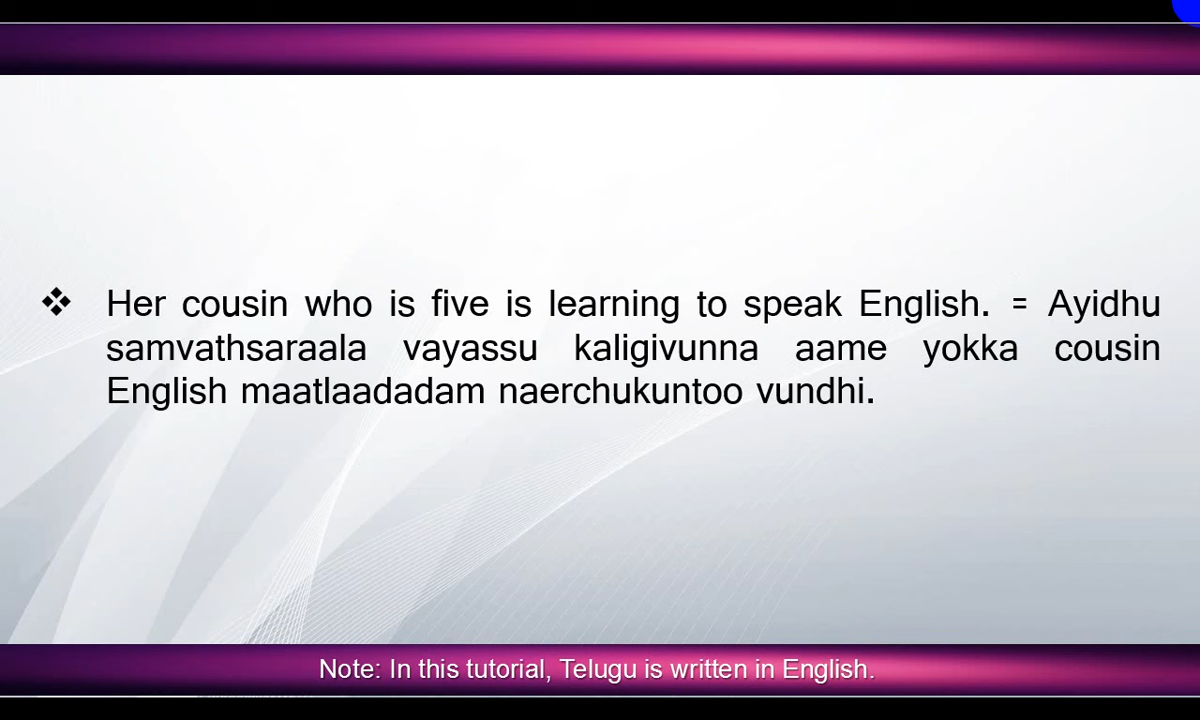 ❖ Her cousin who is five is learning to speak English. = Ayidhu
samvathsaraala vayassu kaligivunna aame yokka cousin
English maatlaadadam naerchukuntoo vundhi.
Note: In this tutorial, Telugu is written in English.